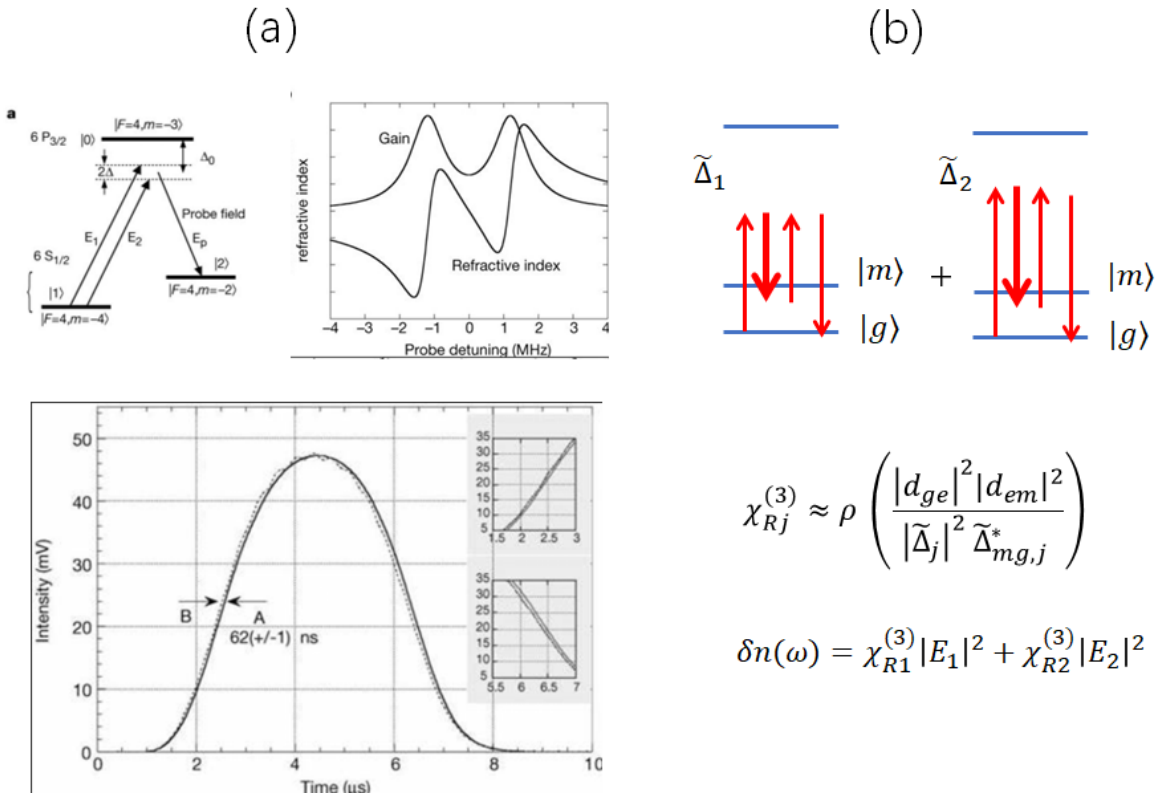 (a)
(b)
a
6 P3/2
|0⟩
|F=4,m=−3⟩
Δ0
2Δ
Probe field
E1
E2
Ep
6 S1/2
|1⟩
|2⟩
|F=4,m=−2⟩
|F=4,m=−4⟩
refractive index
Gain
Refractive index
−4 −3 −2 −1 0 1 2 3 4
Probe detuning (MHz)
Δ̃1
|m⟩
|g⟩
+
Δ̃2
|m⟩
|g⟩
Intensity (mV)
50
40
30
20
10
0
B
A
62(+/-1) ns
35
30
25
20
15
10
5
1.5 2 2.5 3
35
30
25
20
15
10
5
5.5 6 6.5 7
0 2 4 6 8 10
Time (μs)
χRj(3) ≈ ρ ( |dge|² |dem|² / |Δ̃j|² Δ̃*mg,j )
δn(ω) = χR1(3)|E1|² + χR2(3)|E2|²